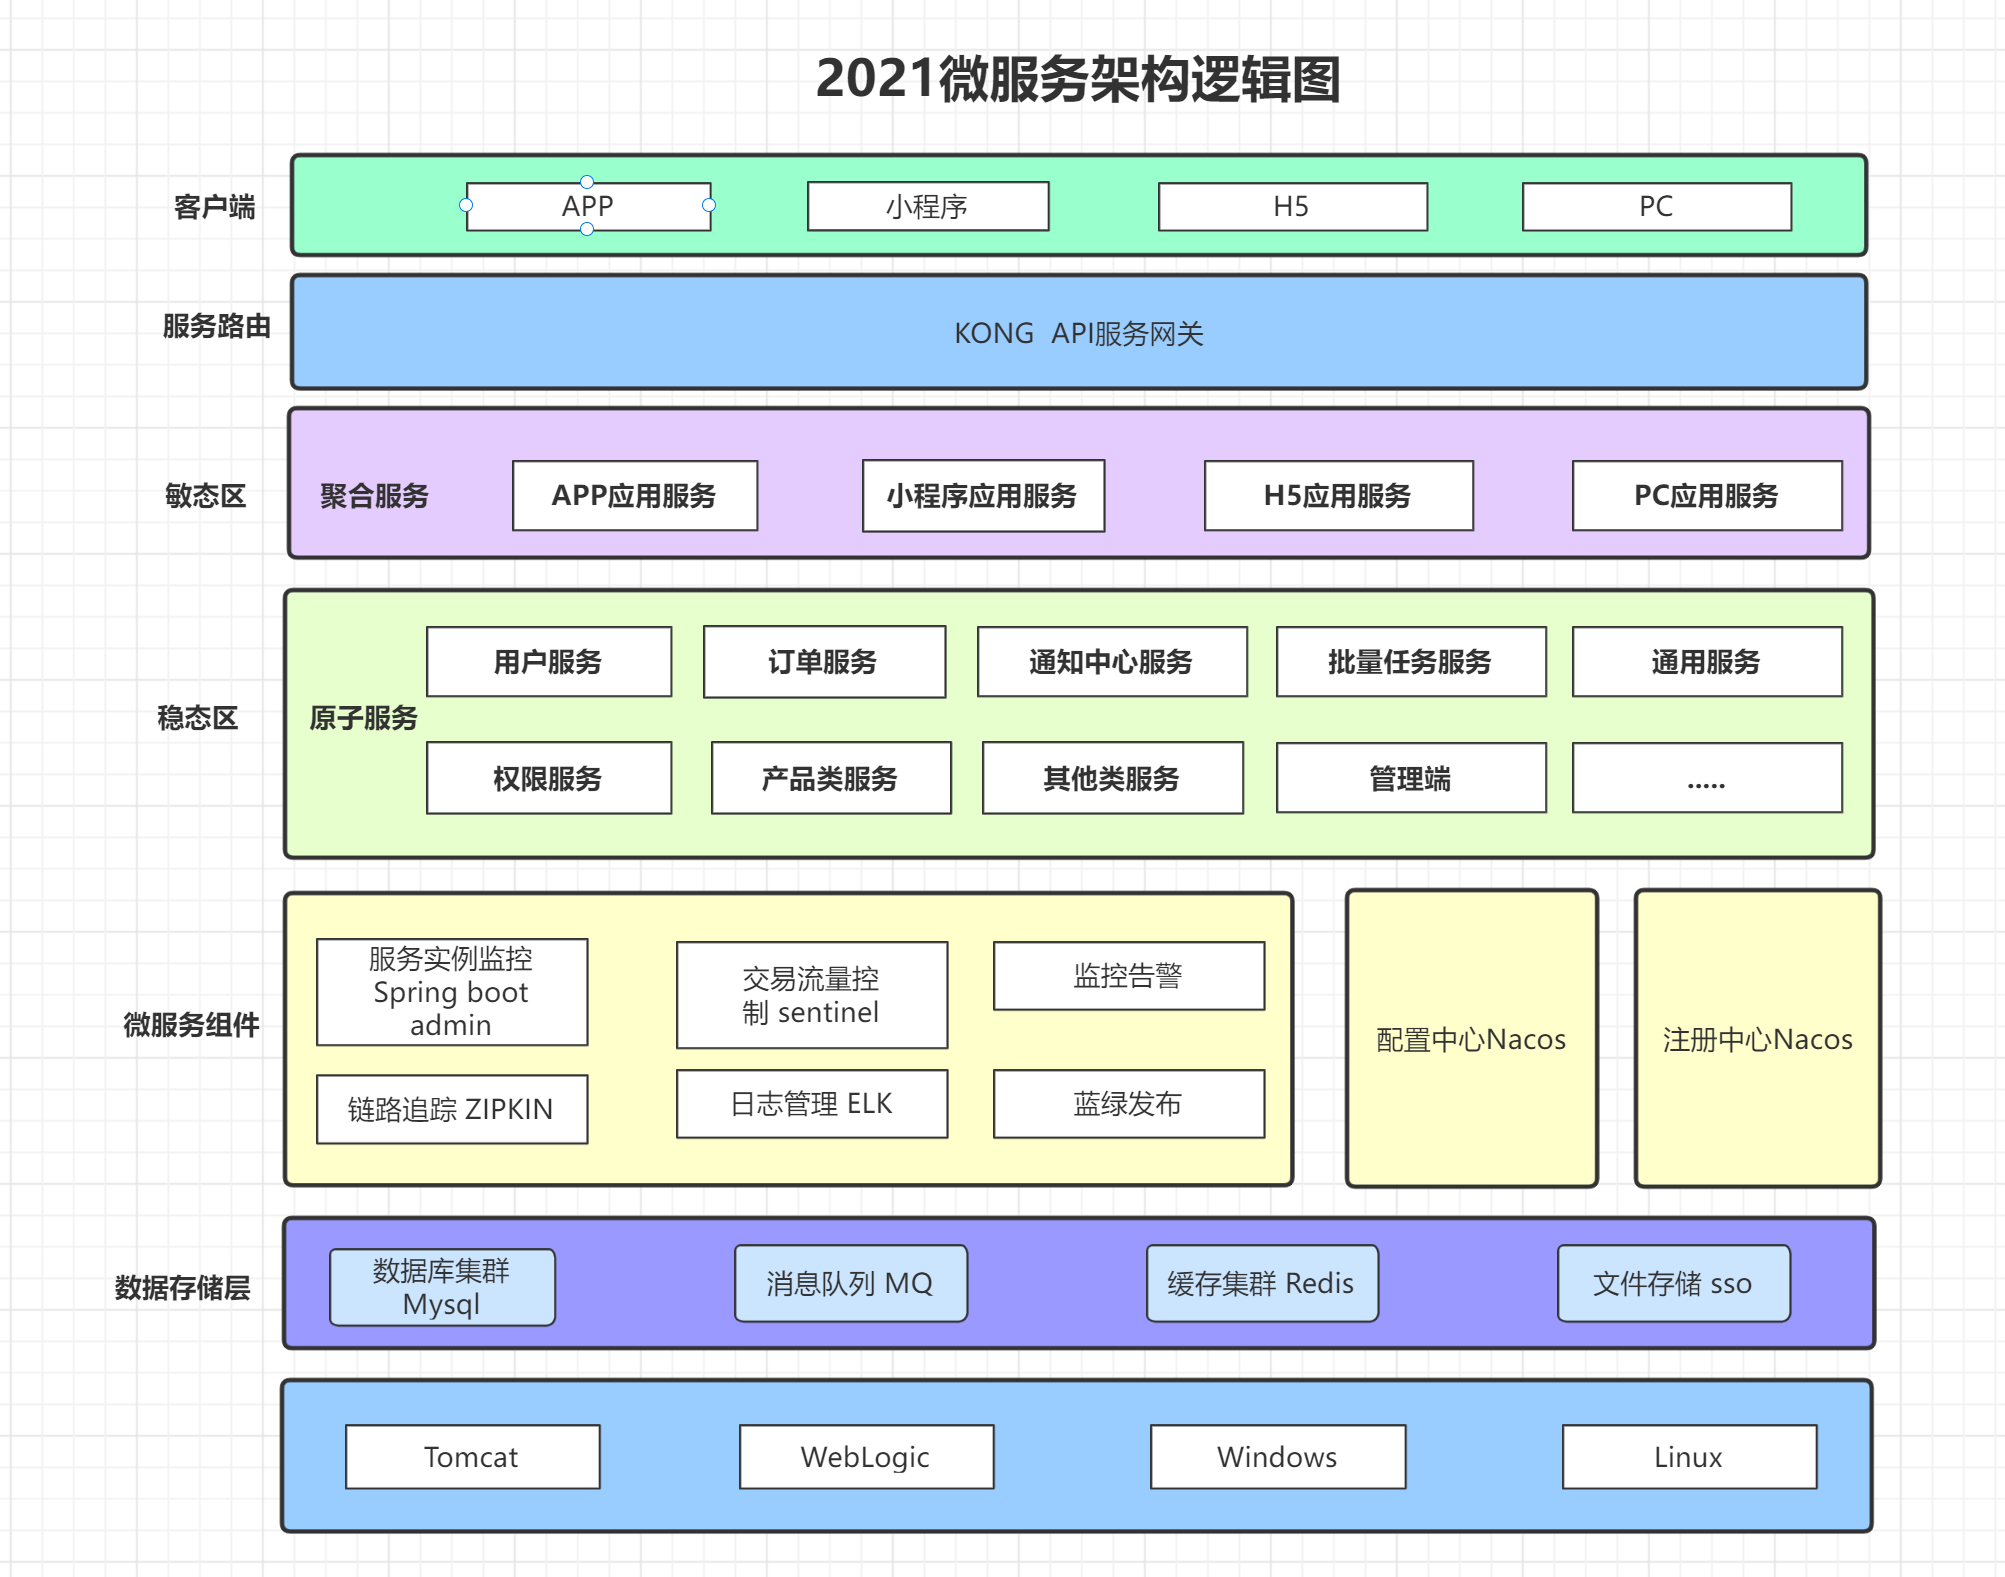 2021微服务架构逻辑图
客户端
APP
小程序
H5
PC
服务路由
KONG  API服务网关
敏态区
聚合服务
APP应用服务
小程序应用服务
H5应用服务
PC应用服务
稳态区
原子服务
用户服务
订单服务
通知中心服务
批量任务服务
通用服务
权限服务
产品类服务
其他类服务
管理端
.....
微服务组件
服务实例监控
Spring boot
admin
交易流量控
制 sentinel
监控告警
链路追踪 ZIPKIN
日志管理 ELK
蓝绿发布
配置中心Nacos
注册中心Nacos
数据存储层
数据库集群
Mysql
消息队列 MQ
缓存集群 Redis
文件存储 sso
Tomcat
WebLogic
Windows
Linux